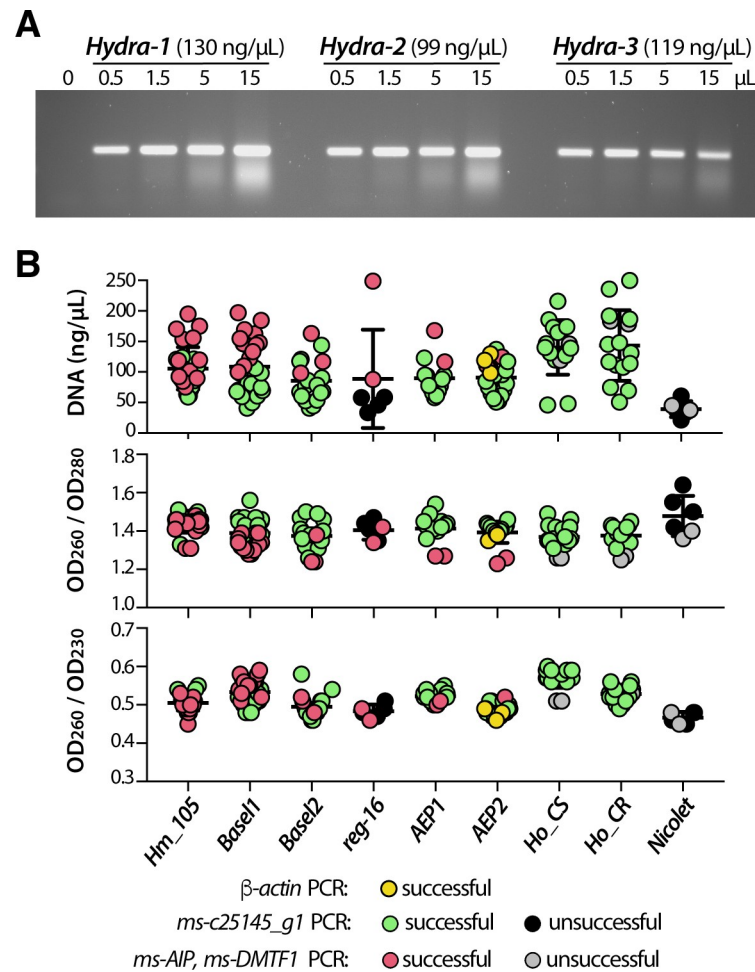 A
Hydra-1 (130 ng/μL) Hydra-2 (99 ng/μL) Hydra-3 (119 ng/μL)
0 0.5 1.5 5 15 0.5 1.5 5 15 0.5 1.5 5 15 μL
B
DNA (ng/μL)
250
200
150
100
50
0
OD260 / OD280
1.8
1.6
1.4
1.2
1.0
OD260 / OD230
0.7
0.6
0.5
0.4
0.3
Hm_105 Basel1 Basel2 reg-16 AEP1 AEP2 Ho_CS Ho_CR Nicolet
β-actin PCR: successful
ms-c25145_g1 PCR: successful unsuccessful
ms-AIP, ms-DMTF1 PCR: successful unsuccessful